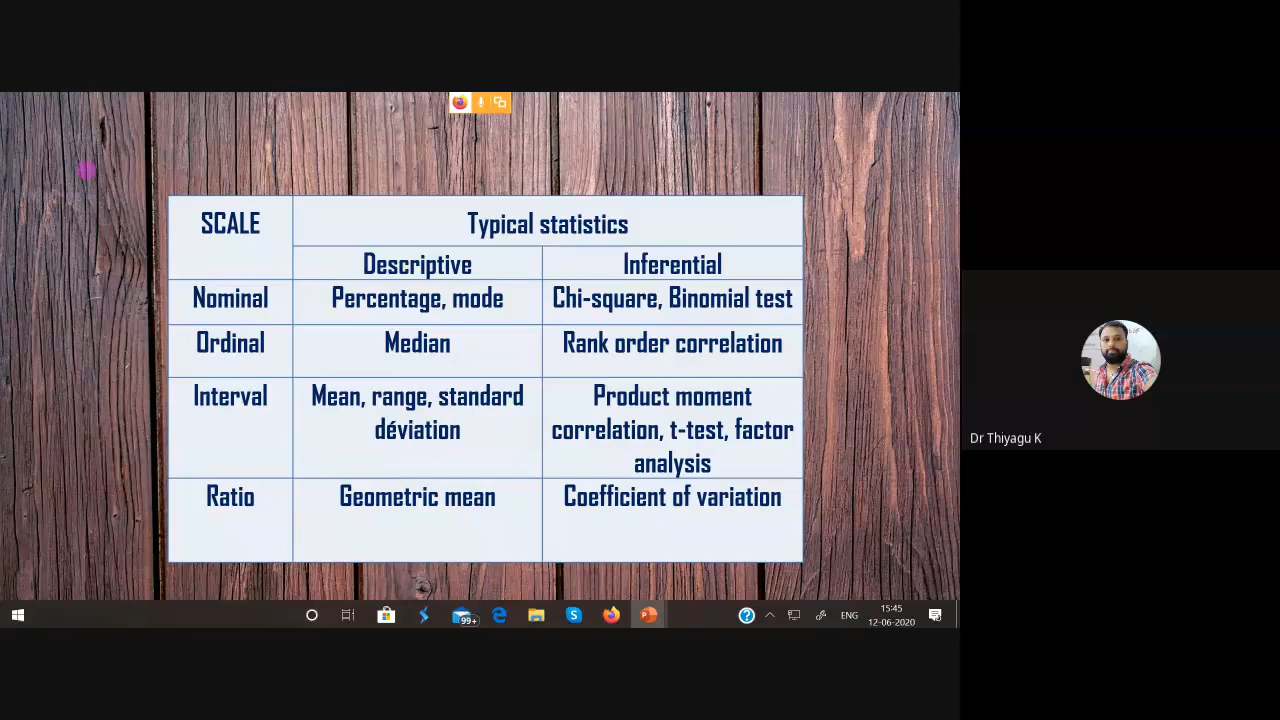 SCALE
Typical statistics
Descriptive
Inferential
Nominal
Percentage, mode
Chi-square, Binomial test
Ordinal
Median
Rank order correlation
Interval
Mean, range, standard
déviation
Product moment
correlation, t-test, factor
analysis
Ratio
Geometric mean
Coefficient of variation
Dr Thiyagu K
99+
ENG
15:45
12-06-2020